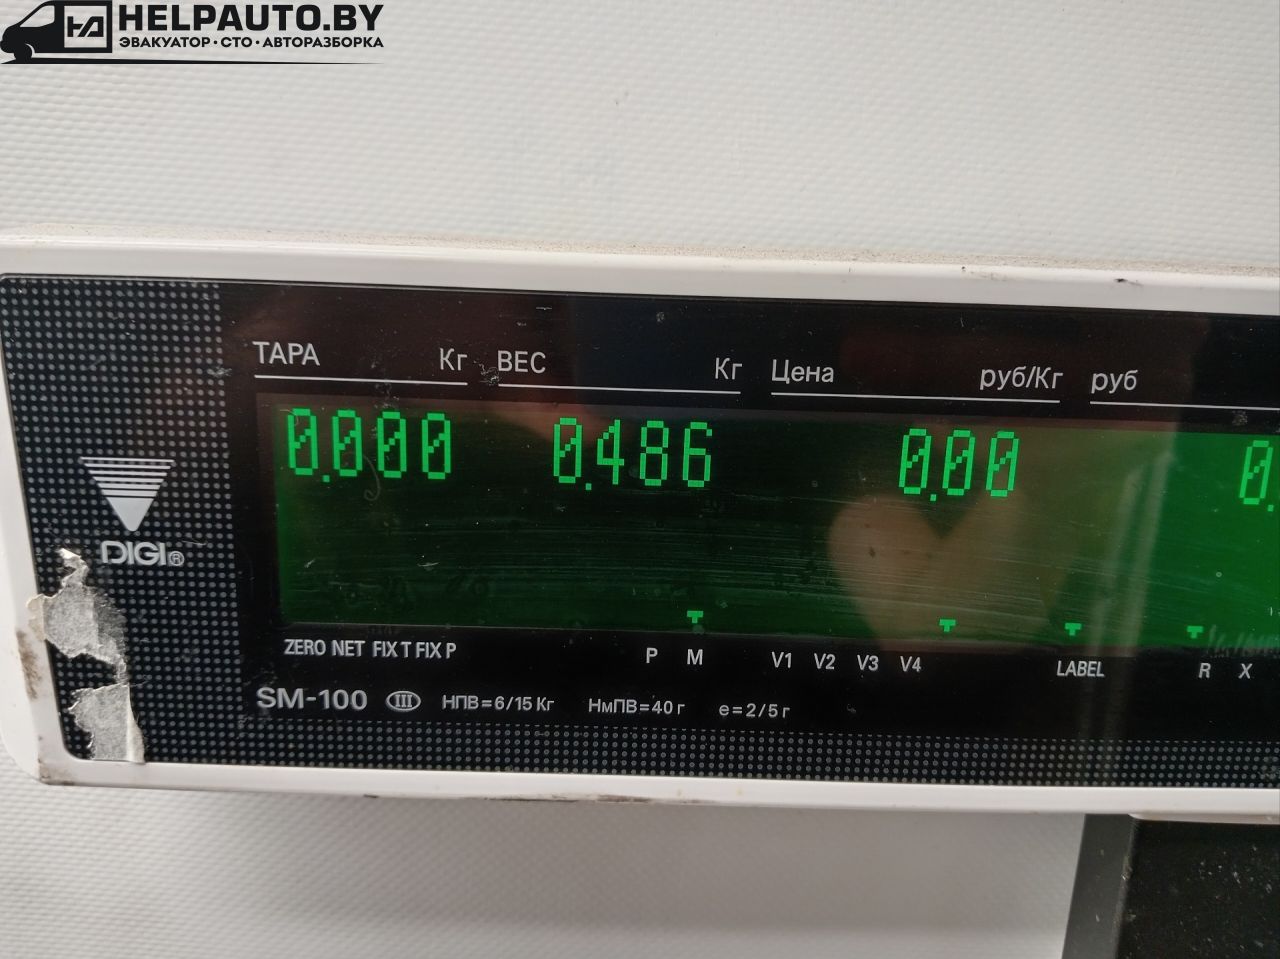 HELPAUTO.BY
ЭВАКУАТОР·СТО·АВТОРАЗБОРКА
ТАРА Кг ВЕС Кг Цена руб/Кг руб
0.000 0.486 0.00 0.
DIGI®
ZERO NET FIX T FIX P P M V1 V2 V3 V4 LABEL R X
SM-100 III НПВ=6/15 Кг НмПВ=40 г e=2/5 г